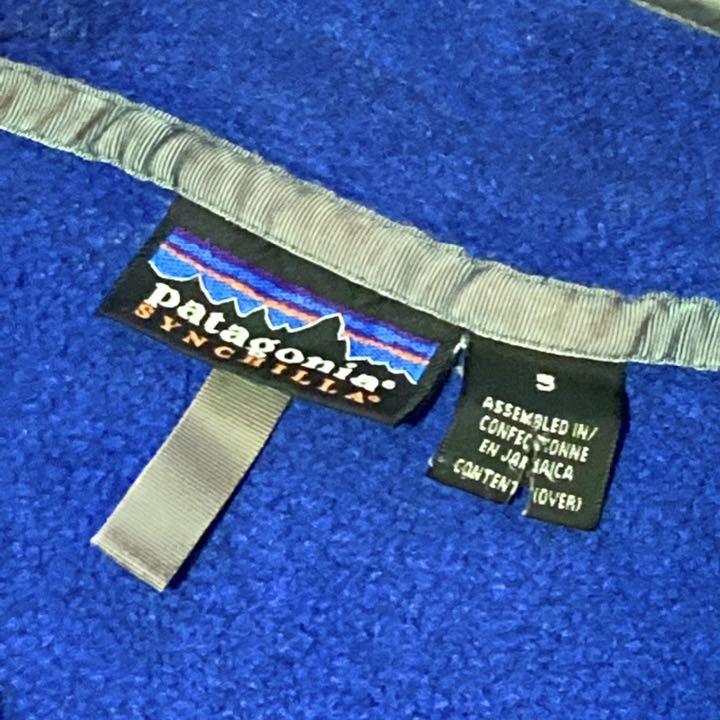 patagonia®
SYNCHILLA®
S
ASSEMBLED IN/
CONFECTIONNE
EN JAMAICA
CONTENT (OVER)